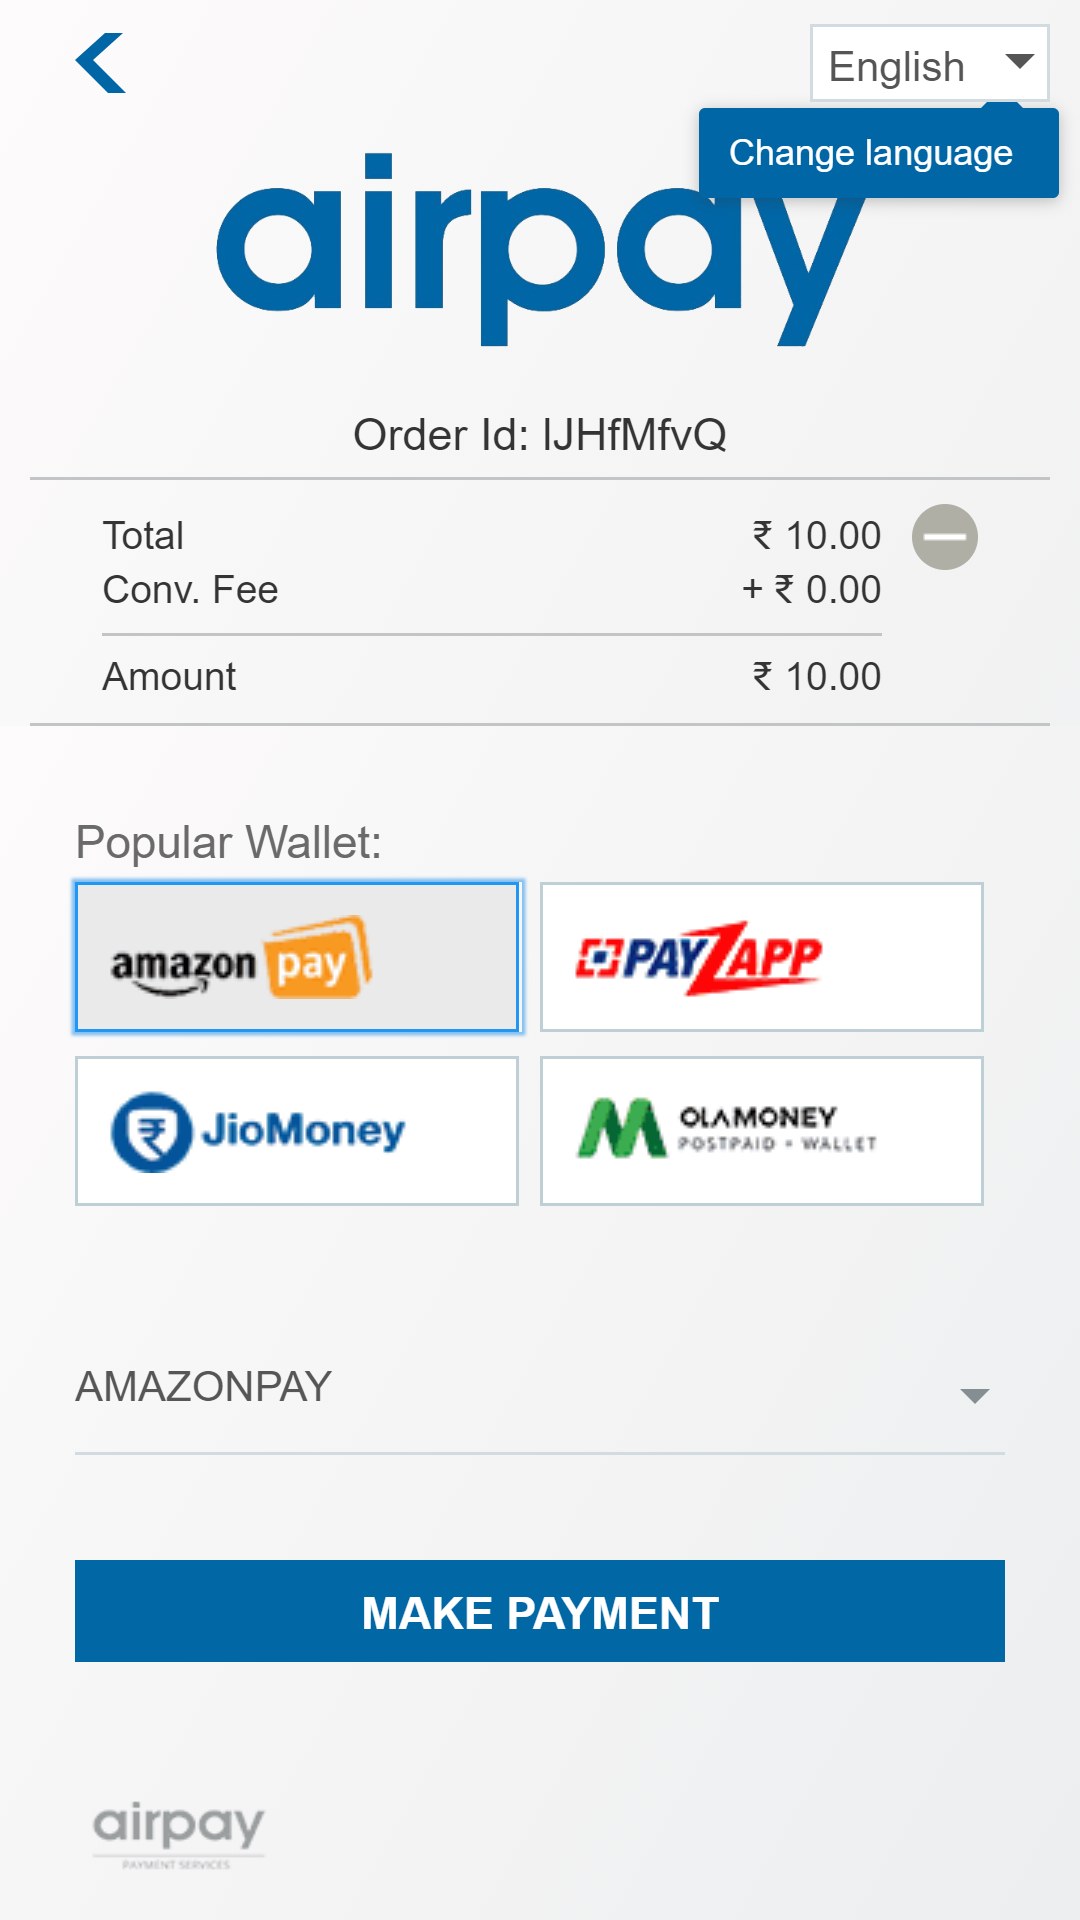 English
Change language
airpay
Order Id: IJHfMfvQ
Total ₹ 10.00
Conv. Fee + ₹ 0.00
Amount ₹ 10.00
Popular Wallet:
amazon pay
PAYZAPP
JioMoney
OLAMONEY
POSTPAID • WALLET
AMAZONPAY
MAKE PAYMENT
airpay
PAYMENT SERVICES